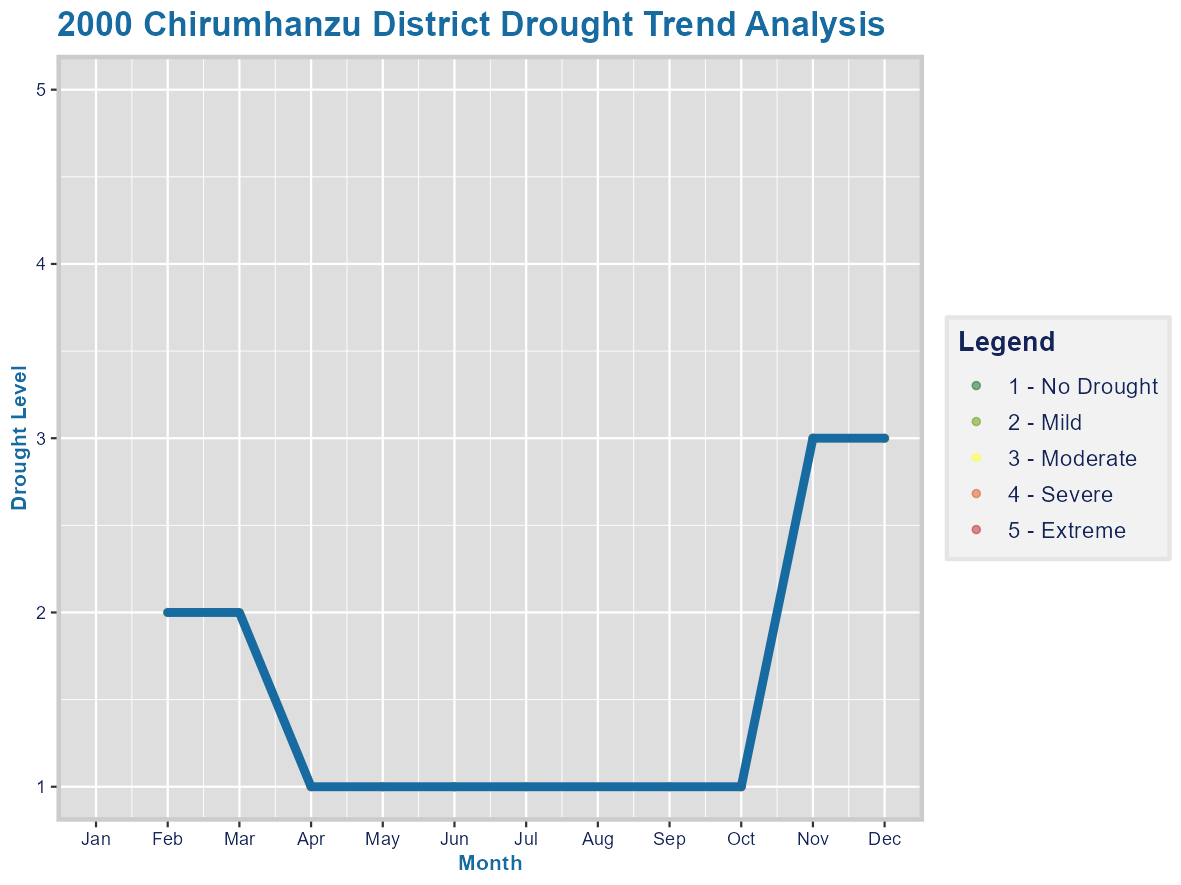 2000 Chirumhanzu District Drought Trend Analysis
Drought Level
5
4
3
2
1
Jan Feb Mar Apr May Jun Jul Aug Sep Oct Nov Dec
Month
Legend
1 - No Drought
2 - Mild
3 - Moderate
4 - Severe
5 - Extreme